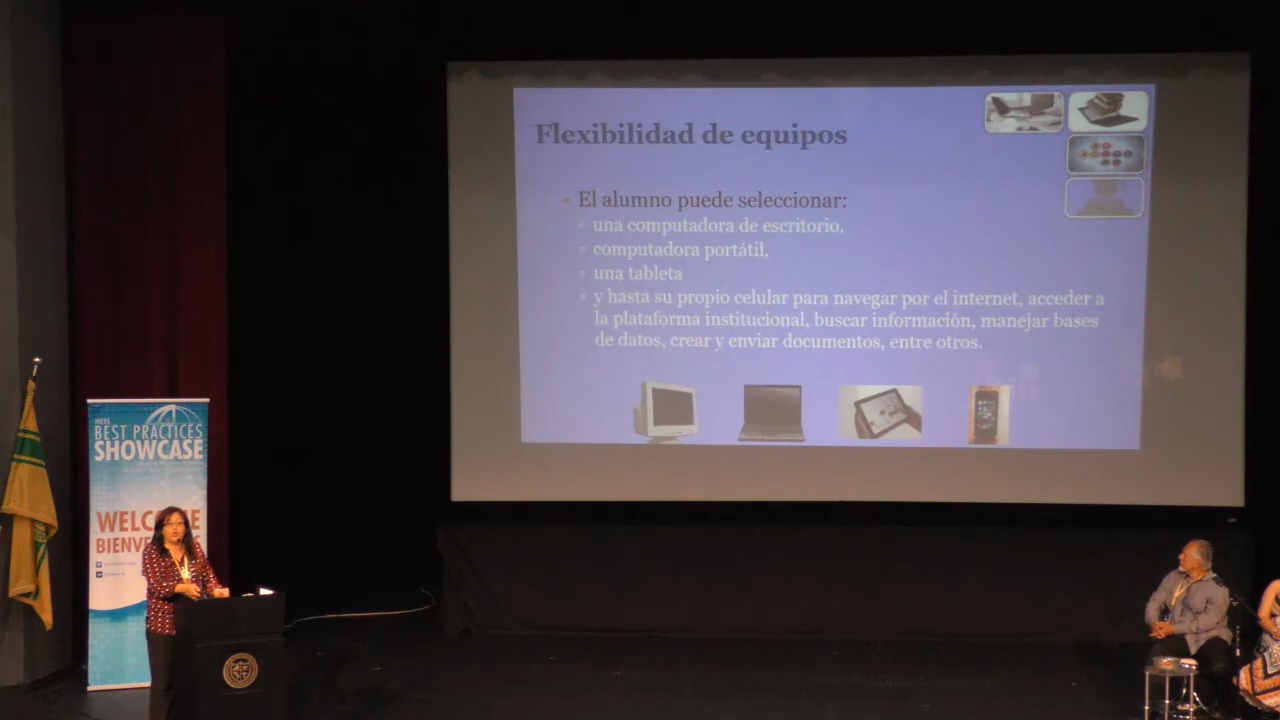 Flexibilidad de equipos
El alumno puede seleccionar:
una computadora de escritorio,
computadora portátil,
una tableta
y hasta su propio celular para navegar por el internet, acceder a
la plataforma institucional, buscar información, manejar bases
de datos, crear y enviar documentos, entre otros.
HETS
BEST PRACTICES
SHOWCASE
WELC
BIENVE